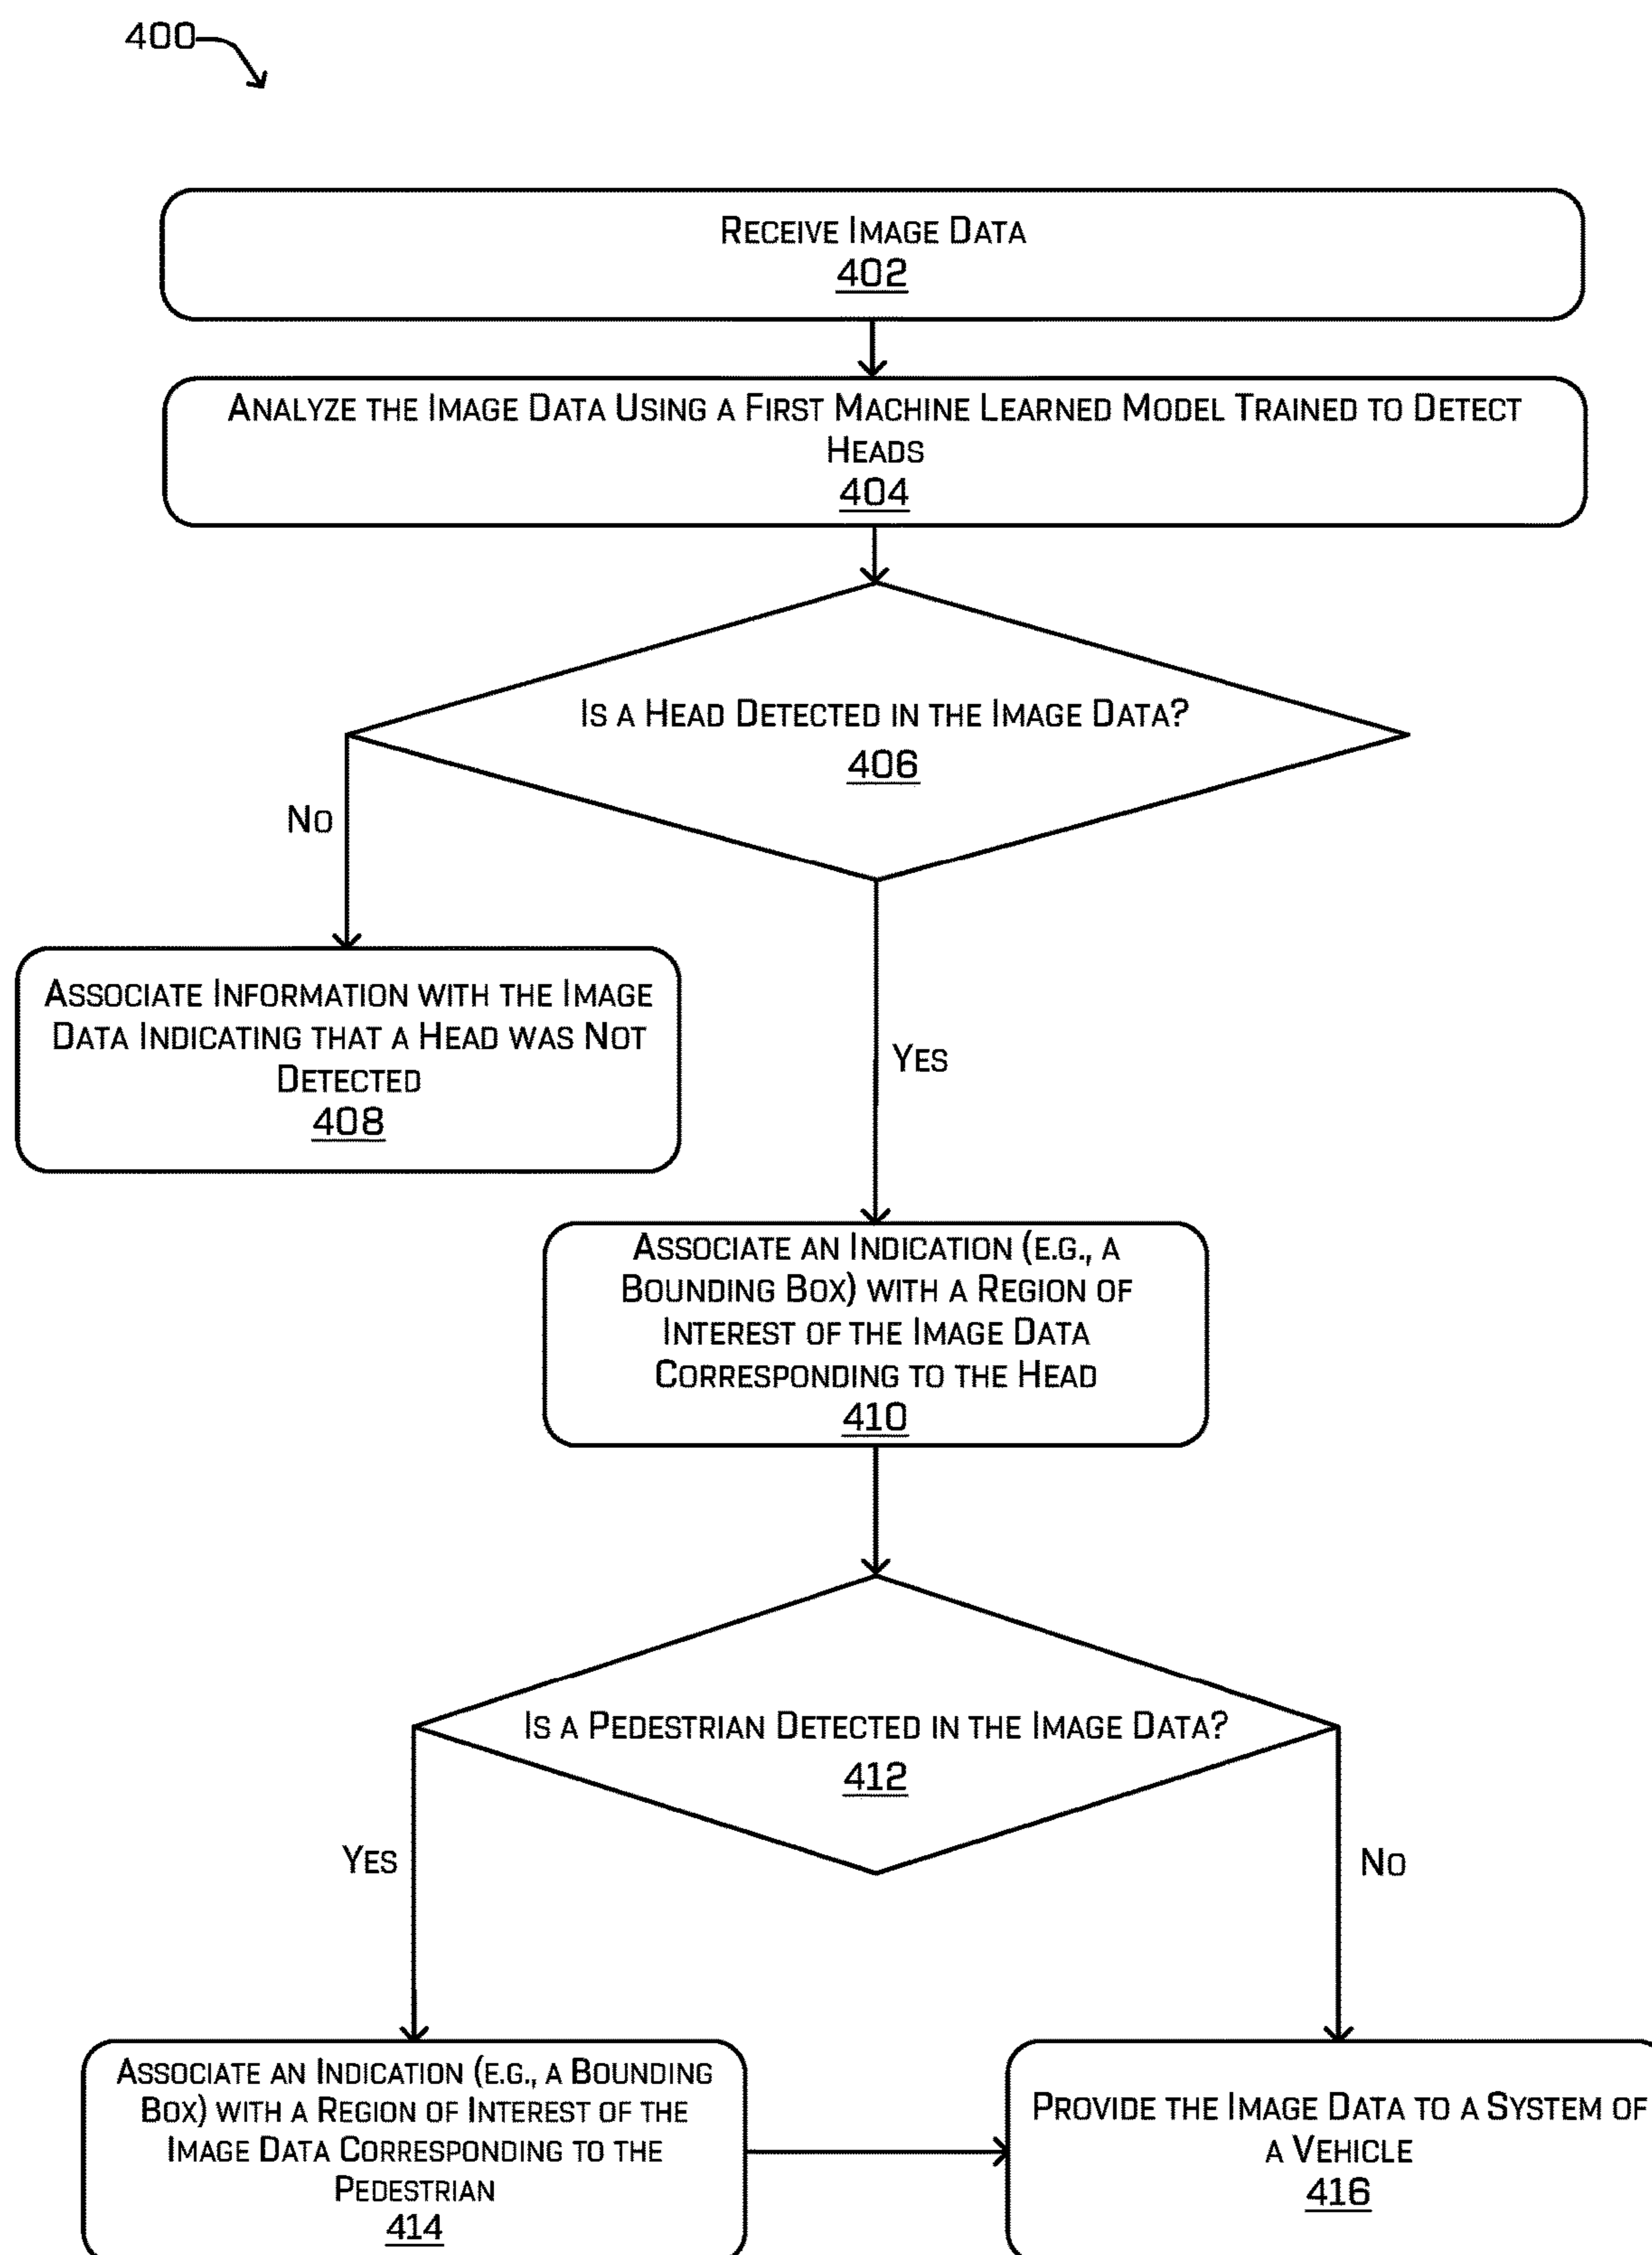 400
RECEIVE IMAGE DATA
402
ANALYZE THE IMAGE DATA USING A FIRST MACHINE LEARNED MODEL TRAINED TO DETECT
HEADS
404
IS A HEAD DETECTED IN THE IMAGE DATA?
406
NO
ASSOCIATE INFORMATION WITH THE IMAGE
DATA INDICATING THAT A HEAD WAS NOT
DETECTED
408
YES
ASSOCIATE AN INDICATION (E.G., A
BOUNDING BOX) WITH A REGION OF
INTEREST OF THE IMAGE DATA
CORRESPONDING TO THE HEAD
410
IS A PEDESTRIAN DETECTED IN THE IMAGE DATA?
412
YES
NO
ASSOCIATE AN INDICATION (E.G., A BOUNDING
BOX) WITH A REGION OF INTEREST OF THE
IMAGE DATA CORRESPONDING TO THE
PEDESTRIAN
414
PROVIDE THE IMAGE DATA TO A SYSTEM OF
A VEHICLE
416